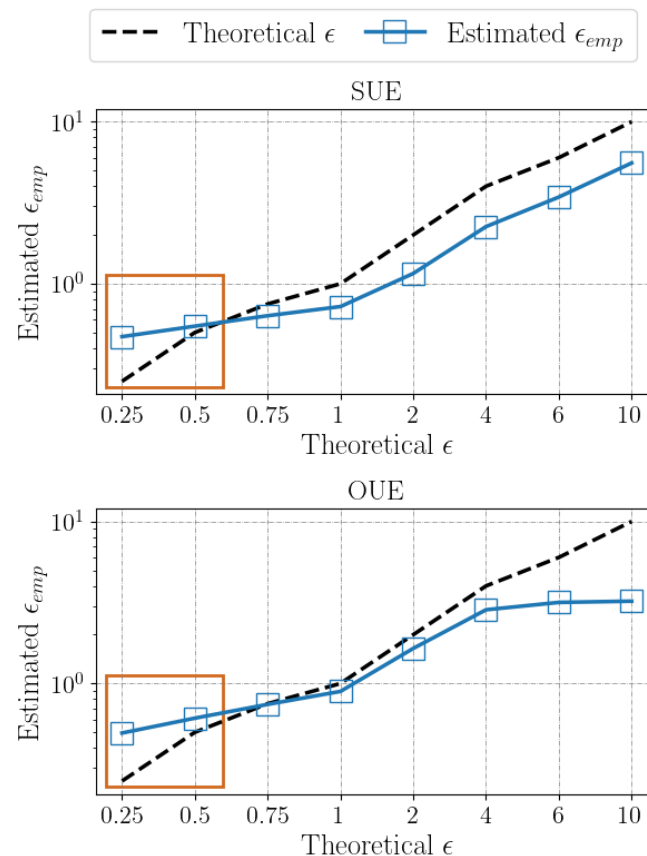 Theoretical ϵ Estimated ϵ_emp
SUE
Estimated ϵ_emp
10^1
10^0
0.25 0.5 0.75 1 2 4 6 10
Theoretical ϵ
OUE
Estimated ϵ_emp
10^1
10^0
0.25 0.5 0.75 1 2 4 6 10
Theoretical ϵ